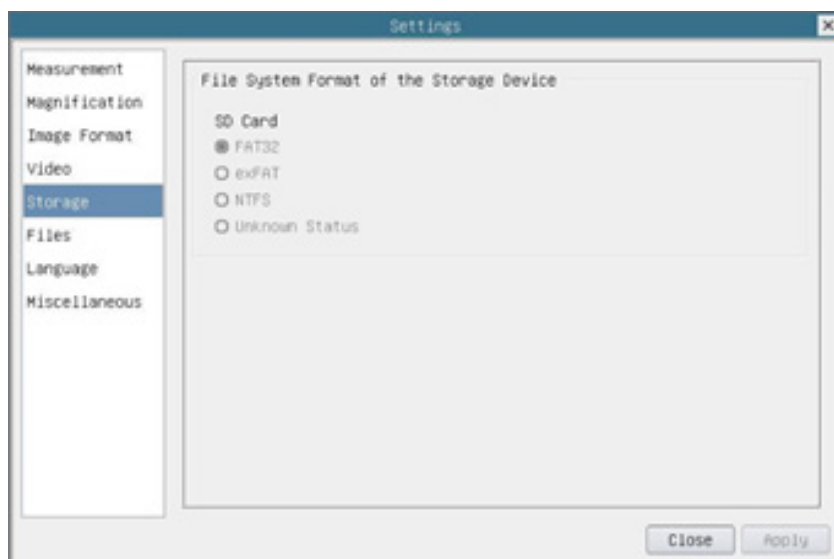 Settings
Measurement
Magnification
Image Format
Video
Storage
Files
Language
Miscellaneous
File System Format of the Storage Device
SD Card
FAT32
exFAT
NTFS
Unknown Status
Close
Apply